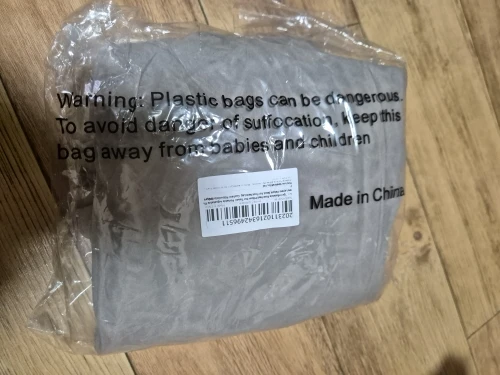 Warning: Plastic bags can be dangerous.
To avoid danger of suffocation, keep this
bag away from babies and children
Made in China
2023110216342496511